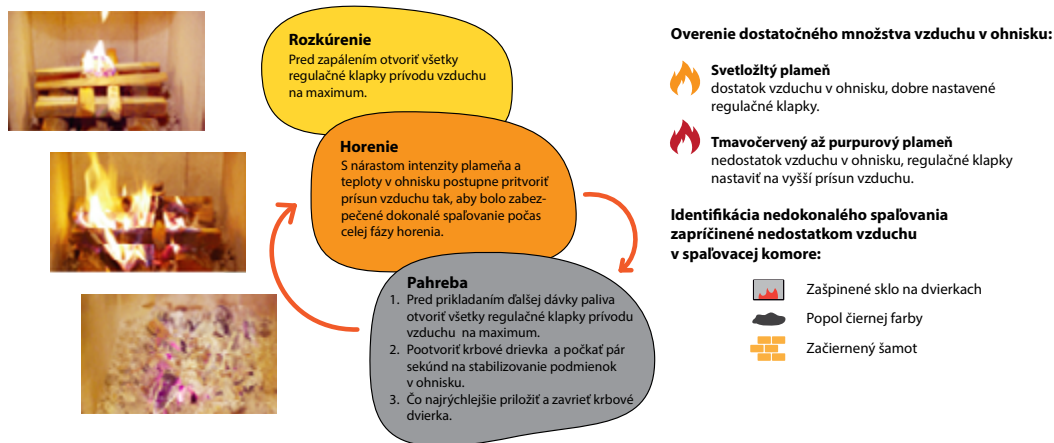 Rozkúrenie
Pred zapálením otvoriť všetky
regulačné klapky prívodu vzduchu
na maximum.
Horenie
S nárastom intenzity plameňa a
teploty v ohnisku postupne pritvoriť
prísun vzduchu tak, aby bolo zabez-
pečené dokonalé spaľovanie počas
celej fázy horenia.
Pahreba
1. Pred prikladaním ďalšej dávky paliva
otvoriť všetky regulačné klapky prívodu
vzduchu na maximum.
2. Pootvoriť krbové drievka a počkať pár
sekúnd na stabilizovanie podmienok
v ohnisku.
3. Čo najrýchlejšie priložiť a zavrieť krbové
dvierka.
Overenie dostatočného množstva vzduchu v ohnisku:
Svetložltý plameň
dostatok vzduchu v ohnisku, dobre nastavené
regulačné klapky.
Tmavočervený až purpurový plameň
nedostatok vzduchu v ohnisku, regulačné klapky
nastaviť na vyšší prísun vzduchu.
Identifikácia nedokonalého spaľovania
zapríčinené nedostatkom vzduchu
v spaľovacej komore:
Zašpinené sklo na dvierkach
Popol čiernej farby
Začiernený šamot